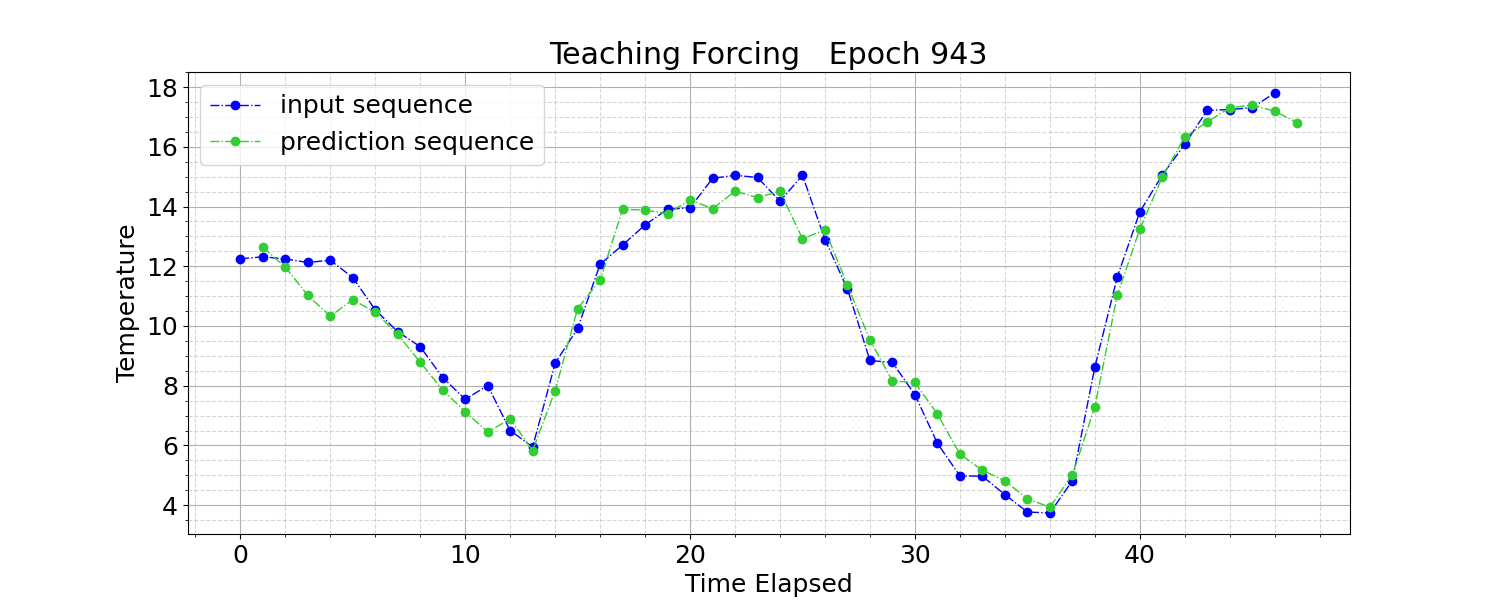 Teaching Forcing   Epoch 943
input sequence
prediction sequence
Temperature
18
16
14
12
10
8
6
4
0 10 20 30 40
Time Elapsed